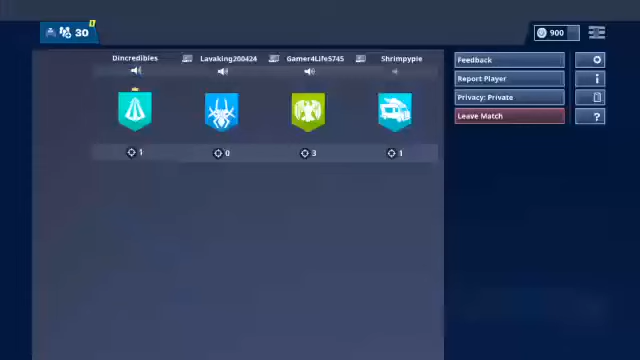 30
900
Dincredibles
Lavaking200424
Gamer4Life5745
Shrimpypie
1
0
3
1
Feedback
Report Player
Privacy: Private
Leave Match